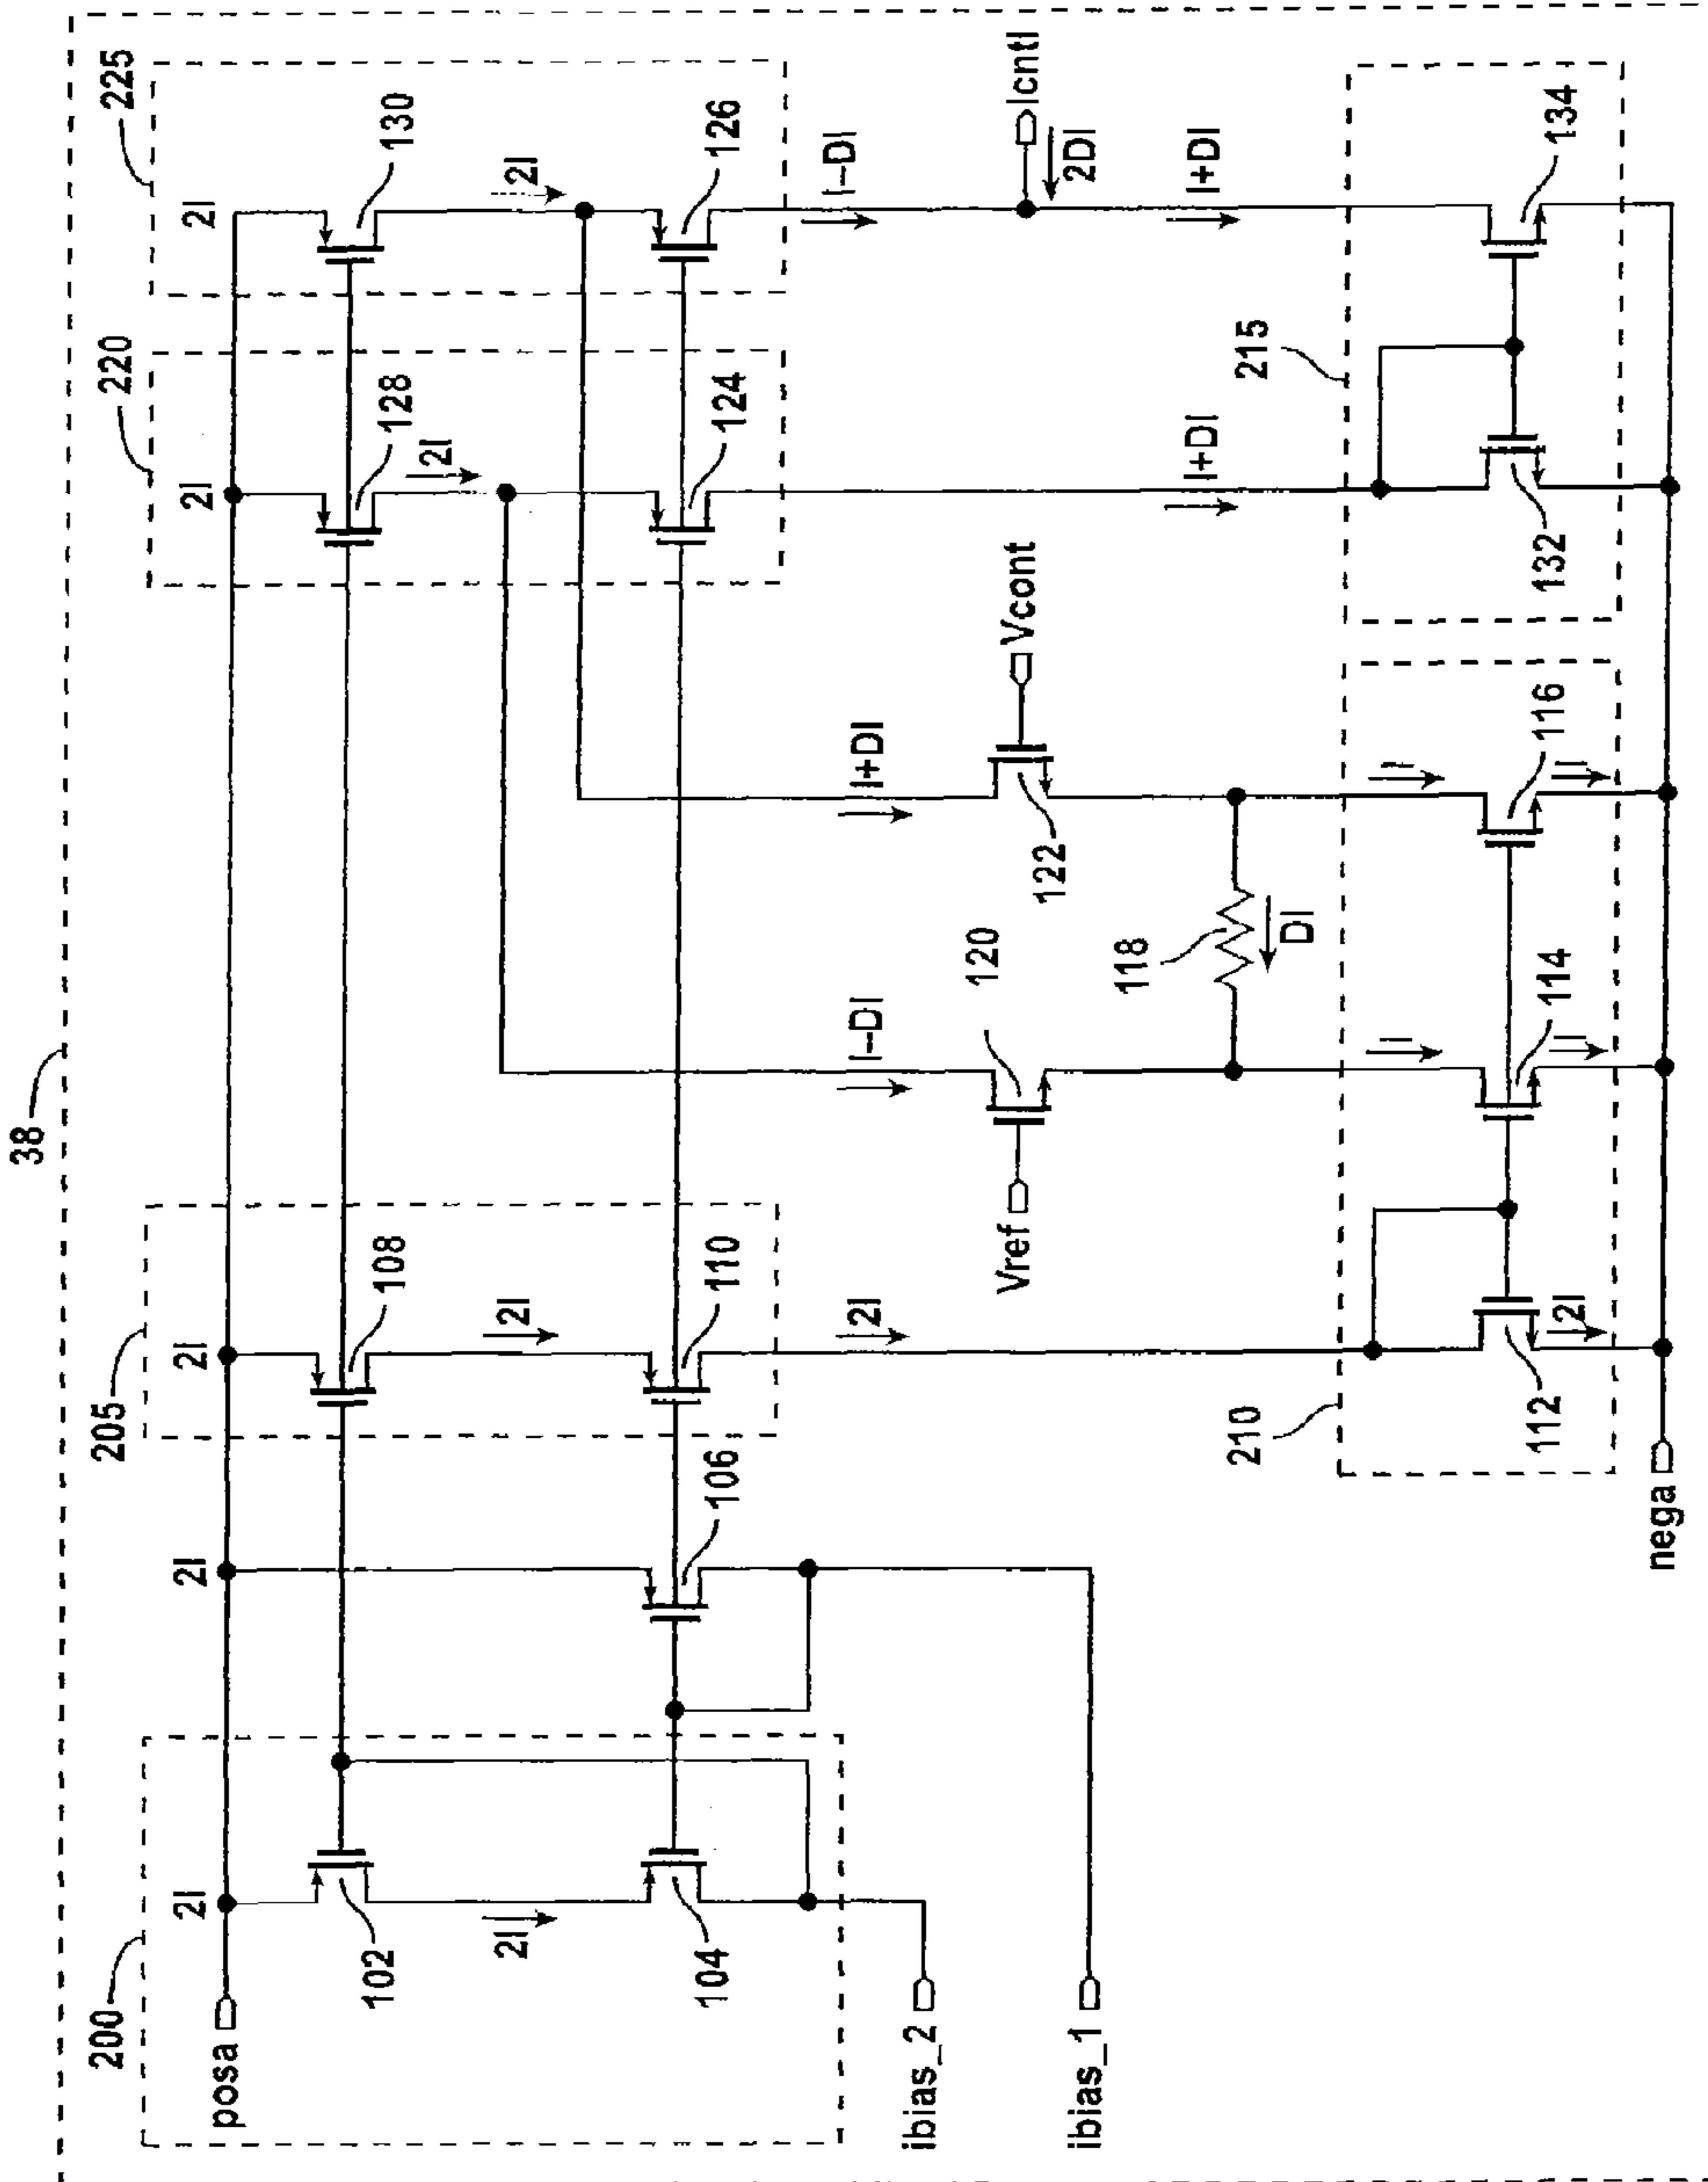 38
200
205
220
225
posa
2I
2I
2I
2I
2I
102
108
128
130
2I
2I
2I
2I
104
106
110
124
126
2I
I–DI
I+DI
I–DI
ibias_2
Vref
120
122
Vcont
Icntl
ibias_1
2DI
118
DI
I+DI
I+DI
210
215
I
I
112
114
116
132
134
2I
I
I
nega